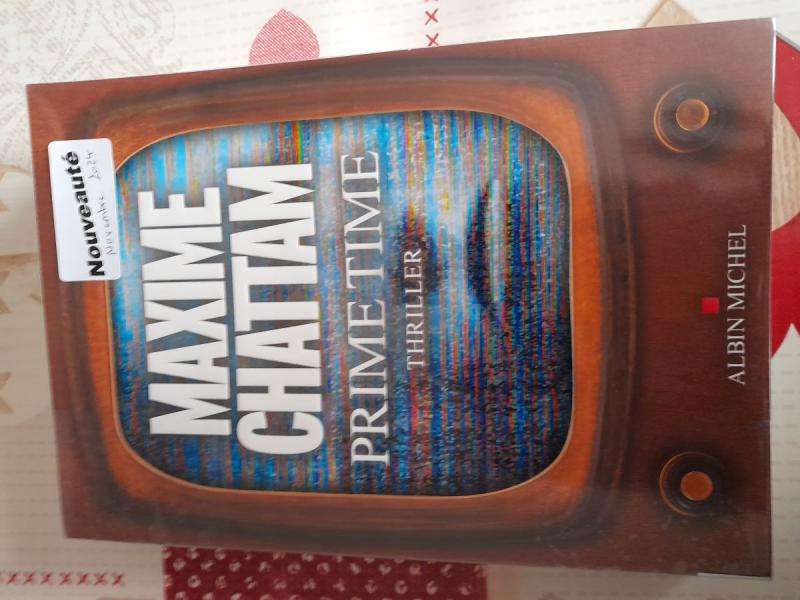 Nouveauté
Novembre 2024
MAXIME
CHATTAM
PRIME TIME
THRILLER
ALBIN MICHEL